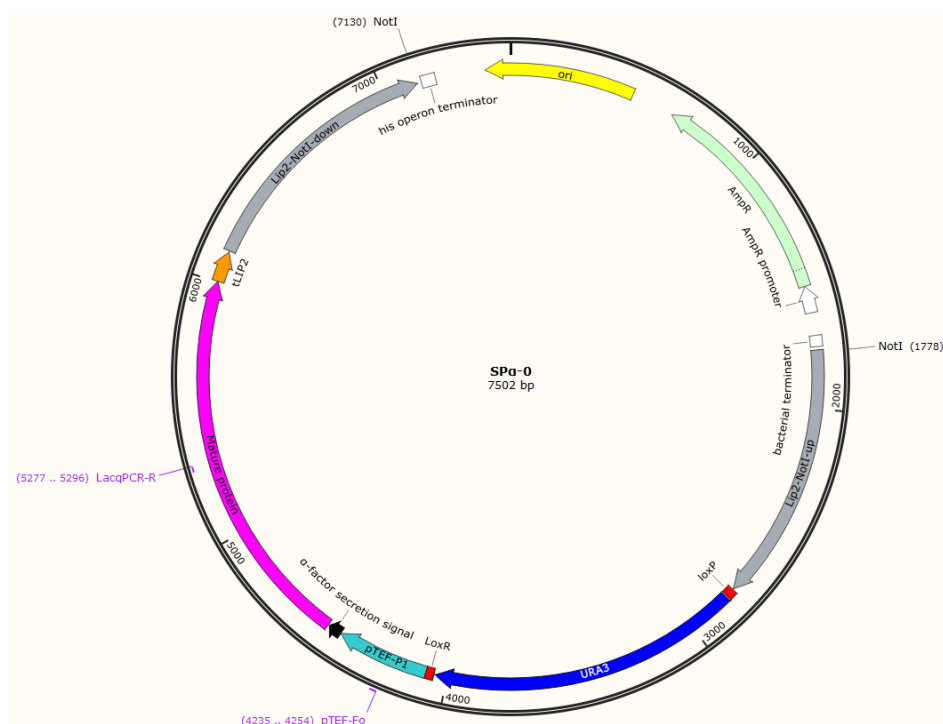 (7130) NotI
ori
7000
his operon terminator
Lip2-NotI-down
1000
AmpR
AmpR promoter
tLIP2
6000
NotI (1778)
bacterial terminator
2000
SPα-0
7502 bp
Lip2-NotI-up
Mature protein
(5277 .. 5296) LacqPCR-R
5000
α-factor secretion signal
loxP
3000
LoxR
pTEF-P1
URA3
4000
(4235 .. 4254) pTEF-Fo